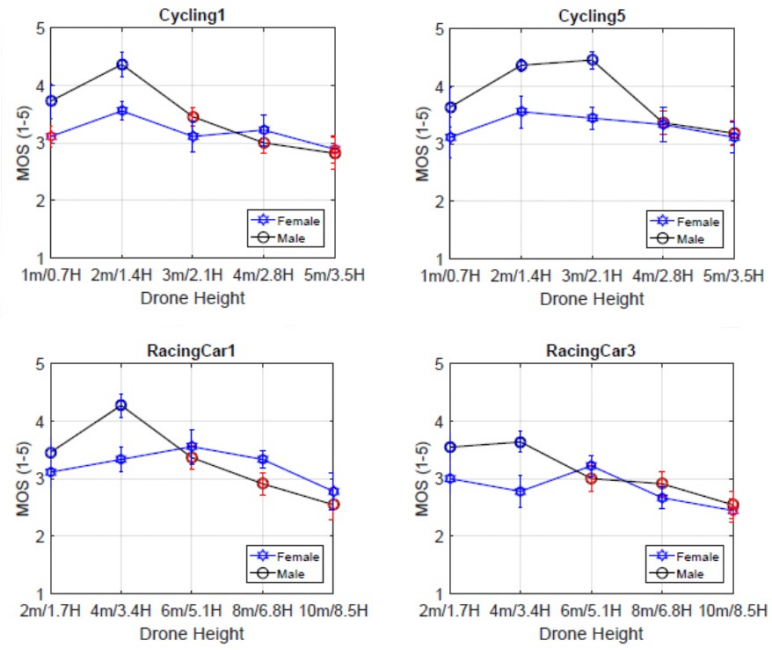 Cycling1
5
4
3
2
1
MOS (1-5)
Female
Male
1m/0.7H 2m/1.4H 3m/2.1H 4m/2.8H 5m/3.5H
Drone Height
Cycling5
5
4
3
2
1
MOS (1-5)
Female
Male
1m/0.7H 2m/1.4H 3m/2.1H 4m/2.8H 5m/3.5H
Drone Height
RacingCar1
5
4
3
2
1
MOS (1-5)
Female
Male
2m/1.7H 4m/3.4H 6m/5.1H 8m/6.8H 10m/8.5H
Drone Height
RacingCar3
5
4
3
2
1
MOS (1-5)
Female
Male
2m/1.7H 4m/3.4H 6m/5.1H 8m/6.8H 10m/8.5H
Drone Height